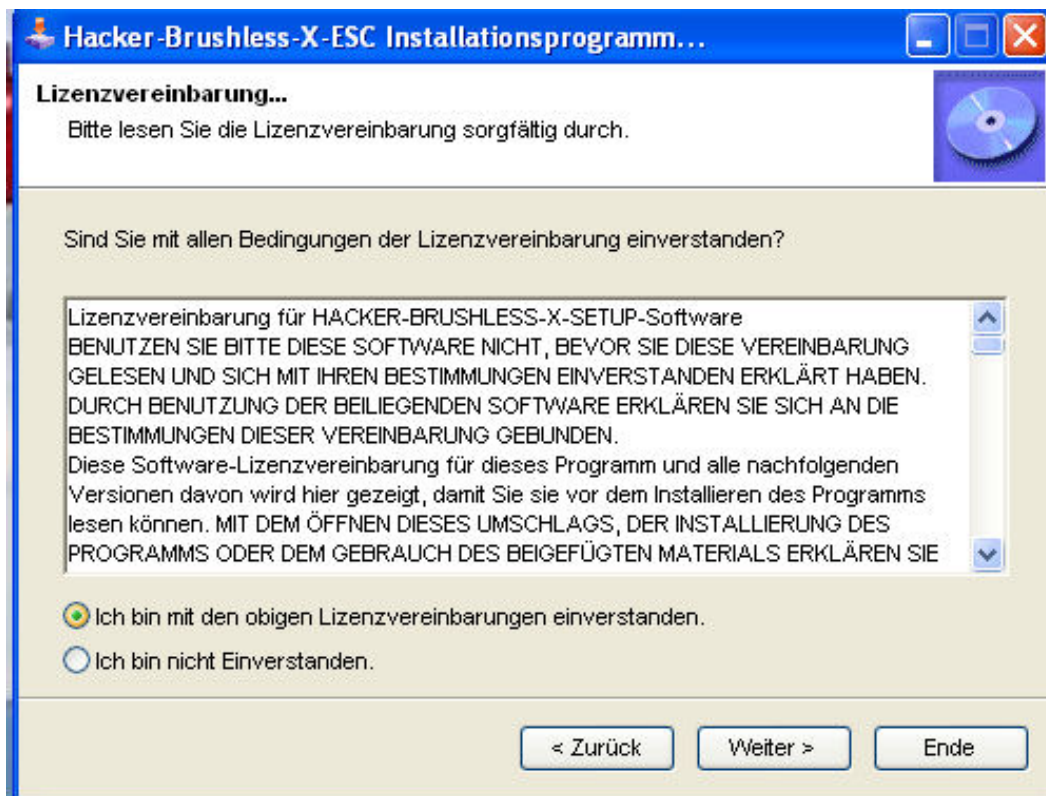 Hacker-Brushless-X-ESC Installationsprogramm...
Lizenzvereinbarung...
Bitte lesen Sie die Lizenzvereinbarung sorgfältig durch.
Sind Sie mit allen Bedingungen der Lizenzvereinbarung einverstanden?
Lizenzvereinbarung für HACKER-BRUSHLESS-X-SETUP-Software
BENUTZEN SIE BITTE DIESE SOFTWARE NICHT, BEVOR SIE DIESE VEREINBARUNG
GELESEN UND SICH MIT IHREN BESTIMMUNGEN EINVERSTANDEN ERKLÄRT HABEN.
DURCH BENUTZUNG DER BEILIEGENDEN SOFTWARE ERKLÄREN SIE SICH AN DIE
BESTIMMUNGEN DIESER VEREINBARUNG GEBUNDEN.
Diese Software-Lizenzvereinbarung für dieses Programm und alle nachfolgenden
Versionen davon wird hier gezeigt, damit Sie sie vor dem Installieren des Programms
lesen können. MIT DEM ÖFFNEN DIESES UMSCHLAGS, DER INSTALLIERUNG DES
PROGRAMMS ODER DEM GEBRAUCH DES BEIGEFÜGTEN MATERIALS ERKLÄREN SIE
Ich bin mit den obigen Lizenzvereinbarungen einverstanden.
Ich bin nicht Einverstanden.
< Zurück Weiter > Ende